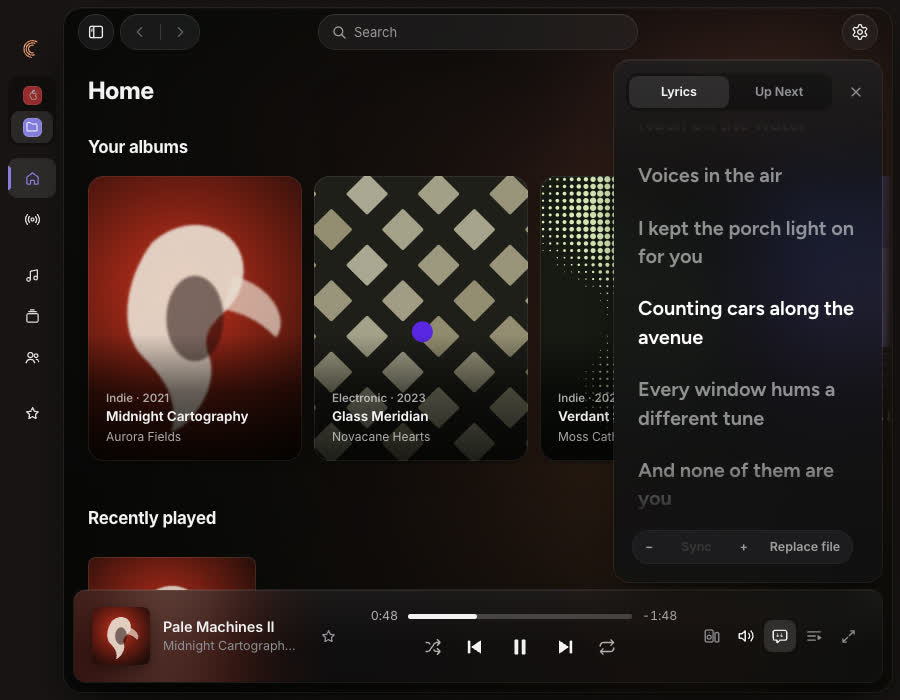 Search
Home
Your albums
Indie · 2021
Midnight Cartography
Aurora Fields
Electronic · 2023
Glass Meridian
Novacane Hearts
Indie · 202
Verdant
Moss Cat
Recently played
Lyrics
Up Next
Voices in the air
I kept the porch light on
for you
Counting cars along the
avenue
Every window hums a
different tune
And none of them are
you
- Sync + Replace file
Pale Machines II
Midnight Cartograph...
0:48
-1:48